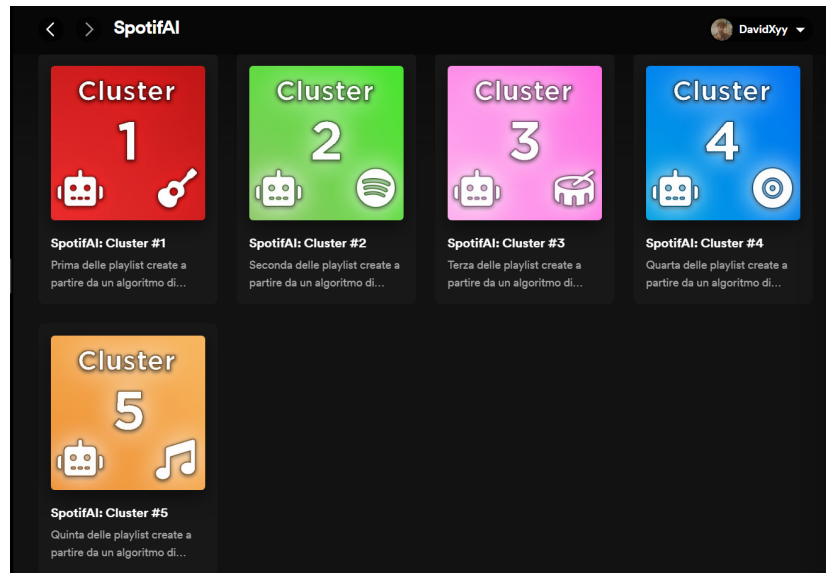 SpotifAI
DavidXyy
Cluster
1
Cluster
2
Cluster
3
Cluster
4
SpotifAI: Cluster #1
Prima delle playlist create a
partire da un algoritmo di...
SpotifAI: Cluster #2
Seconda delle playlist create a
partire da un algoritmo di...
SpotifAI: Cluster #3
Terza delle playlist create a
partire da un algoritmo di...
SpotifAI: Cluster #4
Quarta delle playlist create a
partire da un algoritmo di...
Cluster
5
SpotifAI: Cluster #5
Quinta delle playlist create a
partire da un algoritmo di...